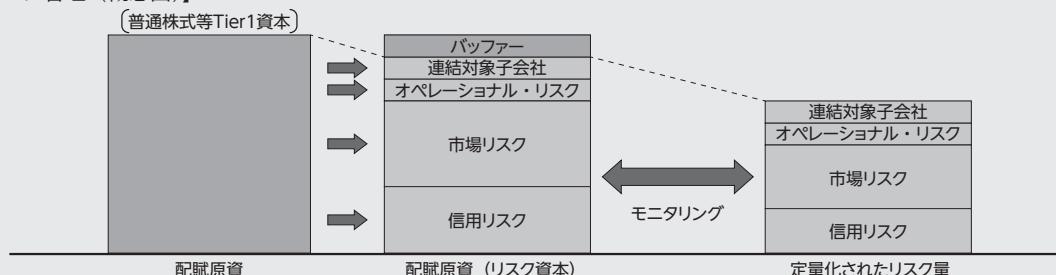 管理（概念図）】
〔普通株式等Tier1資本〕
バッファー
連結対象子会社
オペレーショナル・リスク
市場リスク
信用リスク
モニタリング
連結対象子会社
オペレーショナル・リスク
市場リスク
信用リスク
配賦原資
配賦原資（リスク資本）
定量化されたリスク量